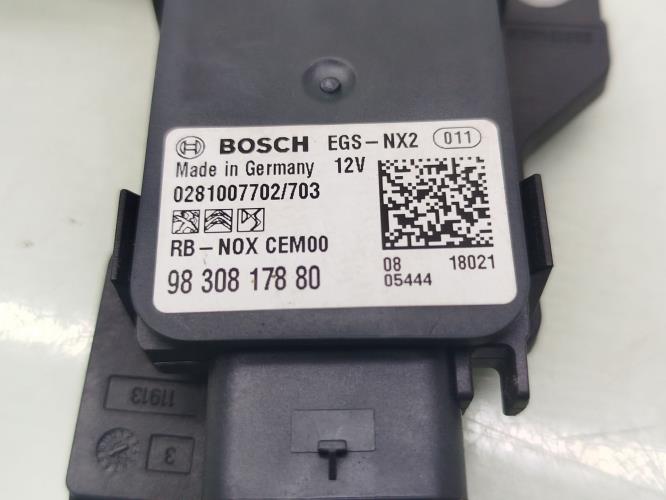 BOSCH EGS-NX2 011
Made in Germany 12V
0281007702/703
RB-NOX CEM00
98 308 178 80
08 18021
05444
11913
3